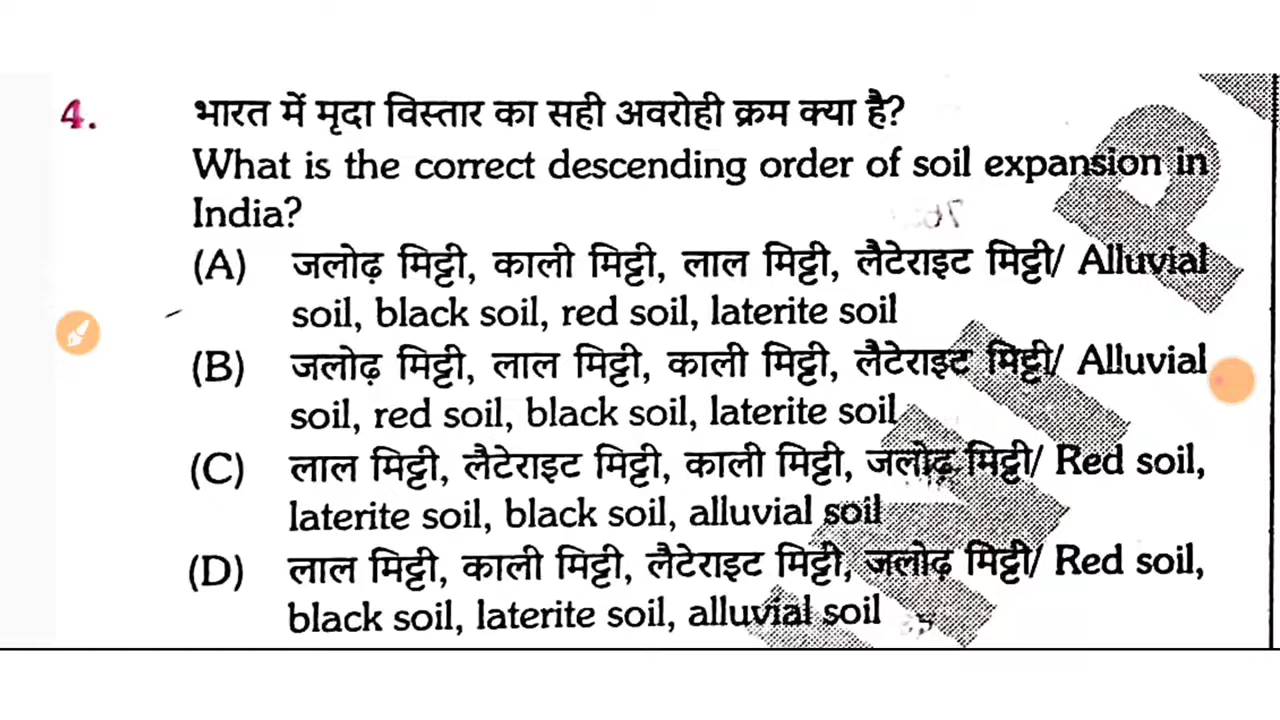 4. भारत में मृदा विस्तार का सही अवरोही क्रम क्या है?
What is the correct descending order of soil expansion in
India?
(A) जलोढ़ मिट्टी, काली मिट्टी, लाल मिट्टी, लैटेराइट मिट्टी/ Alluvial
soil, black soil, red soil, laterite soil
(B) जलोढ़ मिट्टी, लाल मिट्टी, काली मिट्टी, लैटेराइट मिट्टी/ Alluvial
soil, red soil, black soil, laterite soil
(C) लाल मिट्टी, लैटेराइट मिट्टी, काली मिट्टी, जलोढ़ मिट्टी/ Red soil,
laterite soil, black soil, alluvial soil
(D) लाल मिट्टी, काली मिट्टी, लैटेराइट मिट्टी, जलोढ़ मिट्टी/ Red soil,
black soil, laterite soil, alluvial soil